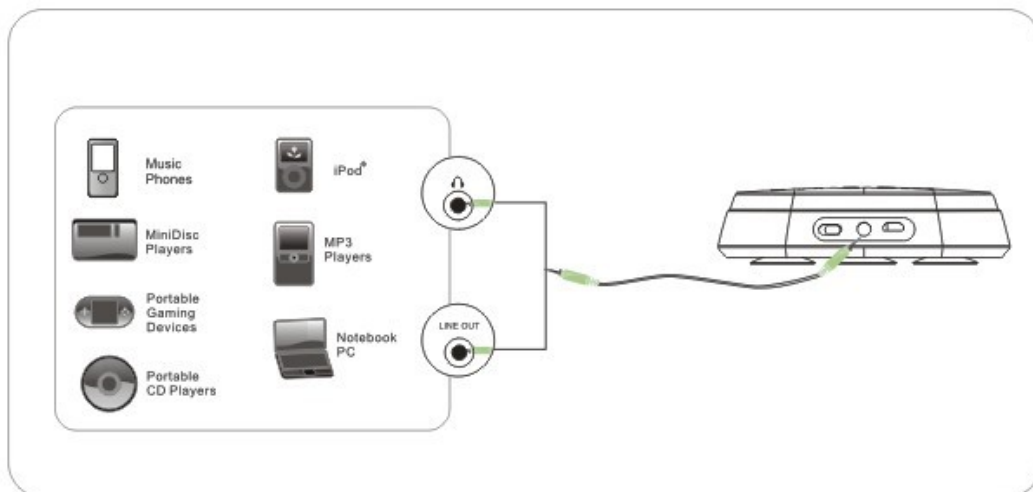 Music
Phones
MiniDisc
Players
Portable
Gaming
Devices
Portable
CD Players
iPod®
MP3
Players
Notebook
PC
LINE OUT